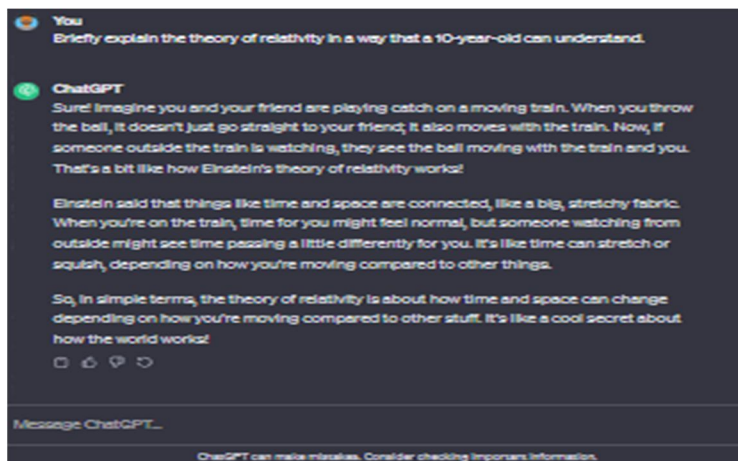 You
Briefly explain the theory of relativity in a way that a 10-year-old can understand.
ChatGPT
Sure! Imagine you and your friend are playing catch on a moving train. When you throw
the ball, it doesn't just go straight to your friend; it also moves with the train. Now, if
someone outside the train is watching, they see the ball moving with the train and you.
That's a bit like how Einstein's theory of relativity works!
Einstein said that things like time and space are connected, like a big, stretchy fabric.
When you're on the train, time for you might feel normal, but someone watching from
outside might see time passing a little differently for you. It's like time can stretch or
squish, depending on how you're moving compared to other things.
So, in simple terms, the theory of relativity is about how time and space can change
depending on how you're moving compared to other stuff. It's like a cool secret about
how the world works!
Message ChatGPT...
ChatGPT can make mistakes. Consider checking important information.